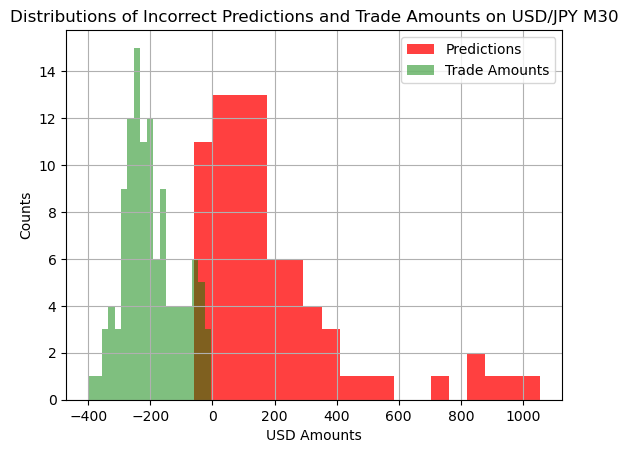 Distributions of Incorrect Predictions and Trade Amounts on USD/JPY M30
Predictions
Trade Amounts
Counts
14
12
10
8
6
4
2
0
−400 −200 0 200 400 600 800 1000
USD Amounts